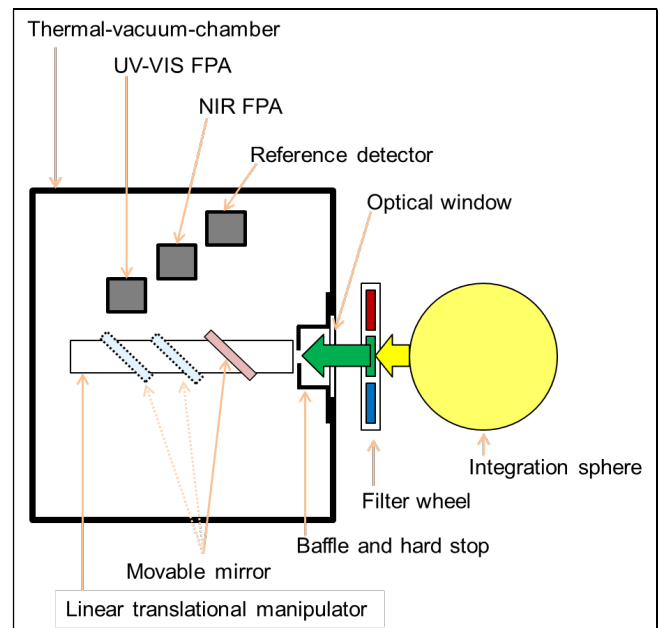 Thermal-vacuum-chamber
UV-VIS FPA
NIR FPA
Reference detector
Optical window
Integration sphere
Filter wheel
Baffle and hard stop
Movable mirror
Linear translational manipulator